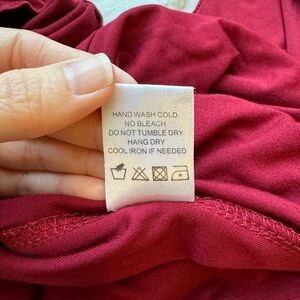 HAND WASH COLD
NO BLEACH
DO NOT TUMBLE DRY
HANG DRY
COOL IRON IF NEEDED